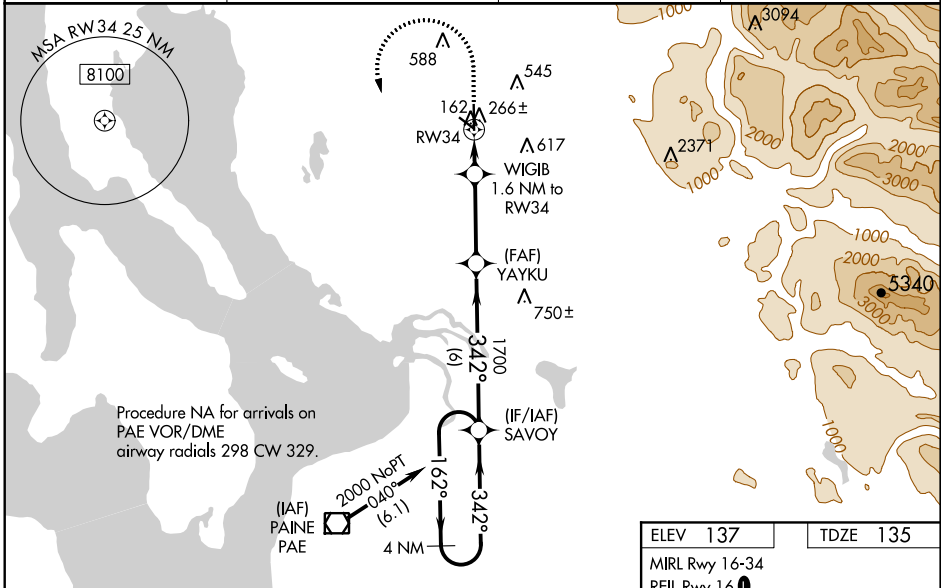 MSA RW34 25 NM
8100
588
545
162
266±
RW34
617
WIGIB
1.6 NM to
RW34
(FAF)
YAYKU
750±
342°
(6)
1700
(IF/IAF)
SAVOY
162°
342°
4 NM
2000 NoPT
040°
(6.1)
(IAF)
PAINE
PAE
Procedure NA for arrivals on
PAE VOR/DME
airway radials 298 CW 329.
1000
3094
2371
1000
2000
2000
3000
1000
2000
5340
3000
1000
ELEV 137
TDZE 135
MIRL Rwy 16-34
REIL Rwy 16 L